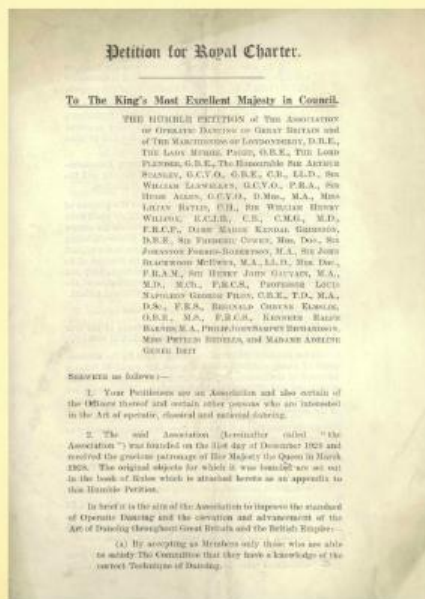 Petition for Royal Charter.
To The King's Most Excellent Majesty in Council.
THE HUMBLE PETITION of THE ASSOCIATION
OF OPERATIC DANCING OF GREAT BRITAIN and
of THE MARCHIONESS OF LONDONDERRY, D.B.E.,
THE LADY MURIEL PAGET, O.B.E., THE LORD
PLENDER, G.B.E., The Honourable SIR ARTHUR
STANLEY, G.C.V.O., G.B.E., C.B., LL.D., SIR
WILLIAM LLEWELLYN, G.C.V.O., P.R.A., SIR
HUGH ALLEN, G.C.V.O., D.Mus., M.A., MISS
LILIAN BAYLIS, C.H., SIR WILLIAM HENRY
WILLCOX, K.C.I.E., C.B., C.M.G., M.D.,
F.R.C.P., DAME MADGE KENDAL GRIMSTON,
D.B.E., SIR FREDERIC COWEN, Mus. Doc., SIR
JOHNSTON FORBES-ROBERTSON, M.A., SIR JOHN
BLACKWOOD McEWEN, M.A., LL.D., Mus. Doc.,
F.R.A.M., SIR HENRY JOHN GAUVAIN, M.A.,
M.D., M.Ch., F.R.C.S., PROFESSOR LOUIS
NAPOLEON GEORGE FILON, C.B.E., T.D., M.A.,
D.Sc., F.R.S., REGINALD CHEYNE ELMSLIE,
O.B.E., M.S., F.R.C.S., KENNETH RALPH
BARNES, M.A., PHILIP JOHN SAMPEY RICHARDSON,
MISS PHYLLIS BEDELLS, and MADAME ADELINE
GENEE ISITT
SHEWETH as follows:—
1. Your Petitioners are an Association and also certain of
the Officers thereof and certain other persons who are interested
in the Art of operatic, classical and national dancing.
2. The said Association (hereinafter called "the
Association") was founded on the 31st day of December 1920 and
received the gracious patronage of Her Majesty the Queen in March
1928. The original objects for which it was founded are set out
in the book of Rules which is attached hereto as an appendix to
this Humble Petition.
In brief it is the aim of the Association to improve the standard
of Operatic Dancing and the elevation and advancement of the
Art of Dancing throughout Great Britain and the British Empire:—
(a) By accepting as Members only those who are able
to satisfy The Committee that they have a knowledge of the
correct Technique of Dancing.